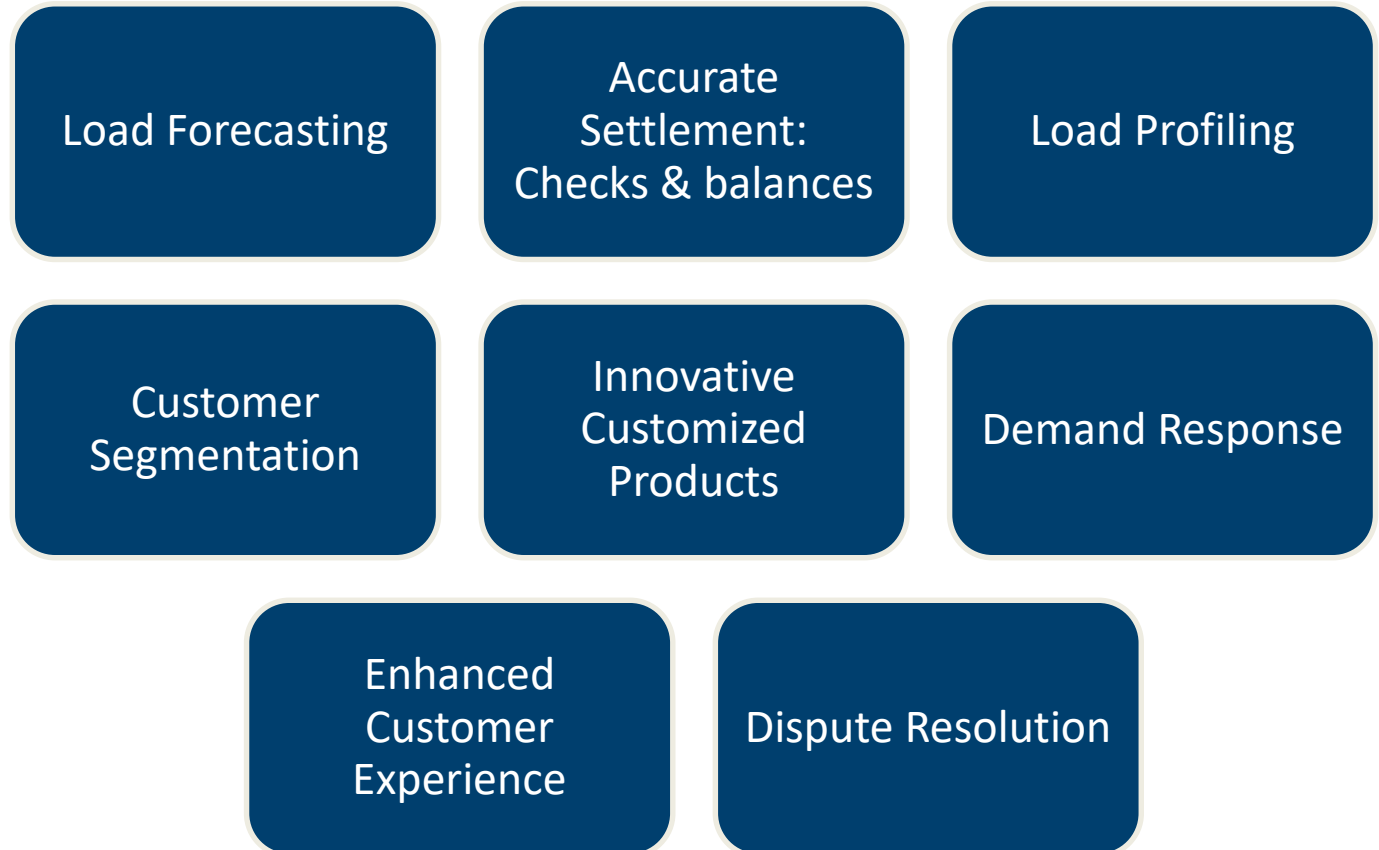 Load Forecasting
Accurate
Settlement:
Checks & balances
Load Profiling
Customer
Segmentation
Innovative
Customized
Products
Demand Response
Enhanced
Customer
Experience
Dispute Resolution